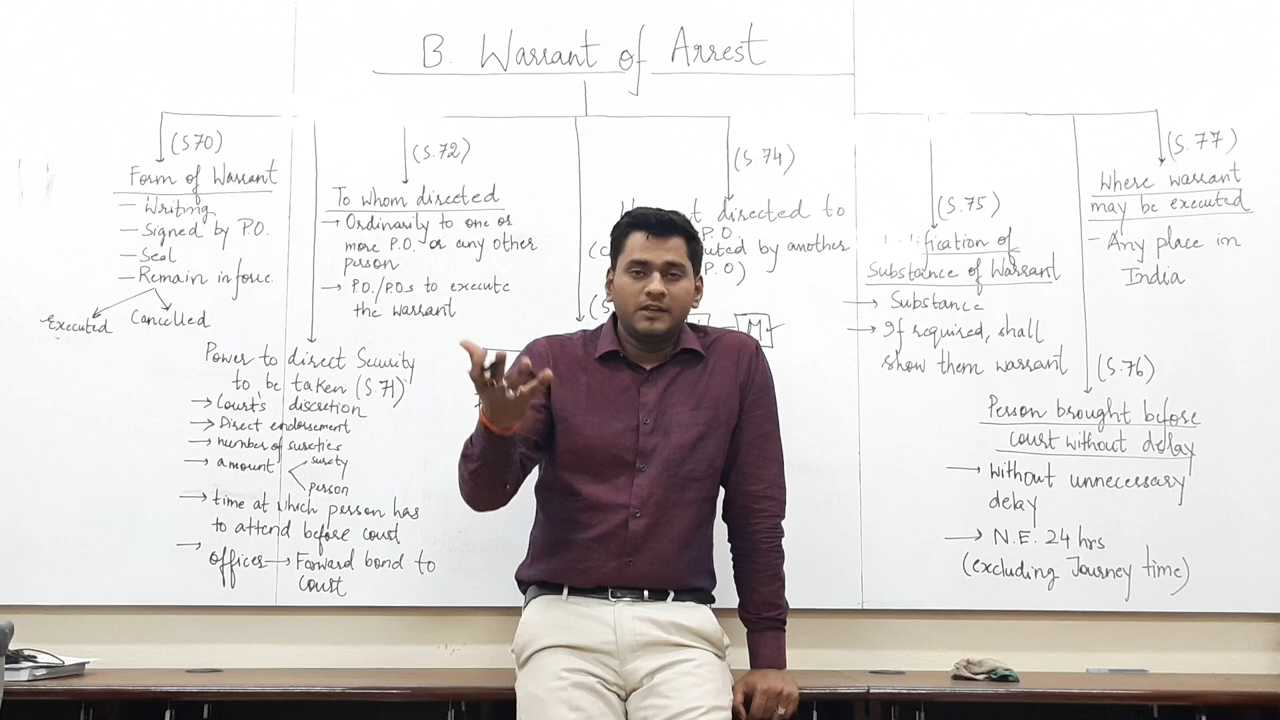 B. Warrant of Arrest
(S.70)
Form of Warrant
- Writing
- Signed by P.O.
- Seal
- Remain in force
Executed
Cancelled
Power to direct Security
to be taken (S.71)
→ Court's discretion
→ Direct endorsement
→ number of sureties
→ amount
surety
person
→ time at which person has
to attend before court
→ officer → Forward bond to
court
(S.72)
To whom directed
→ Ordinarily to one or
more P.O. or any other
person
→ P.O./P.O.s to execute
the warrant
(S.74)
directed to
P.O.
by another
P.O)
M
(S.75)
Substance of Warrant
→ Substance
→ If required, shall
show them warrant
(S.76)
Person brought before
court without delay
→ Without unnecessary
delay
→ N.E. 24 hrs
(excluding Journey time)
(S.77)
Where warrant
may be executed
- Any place in
India